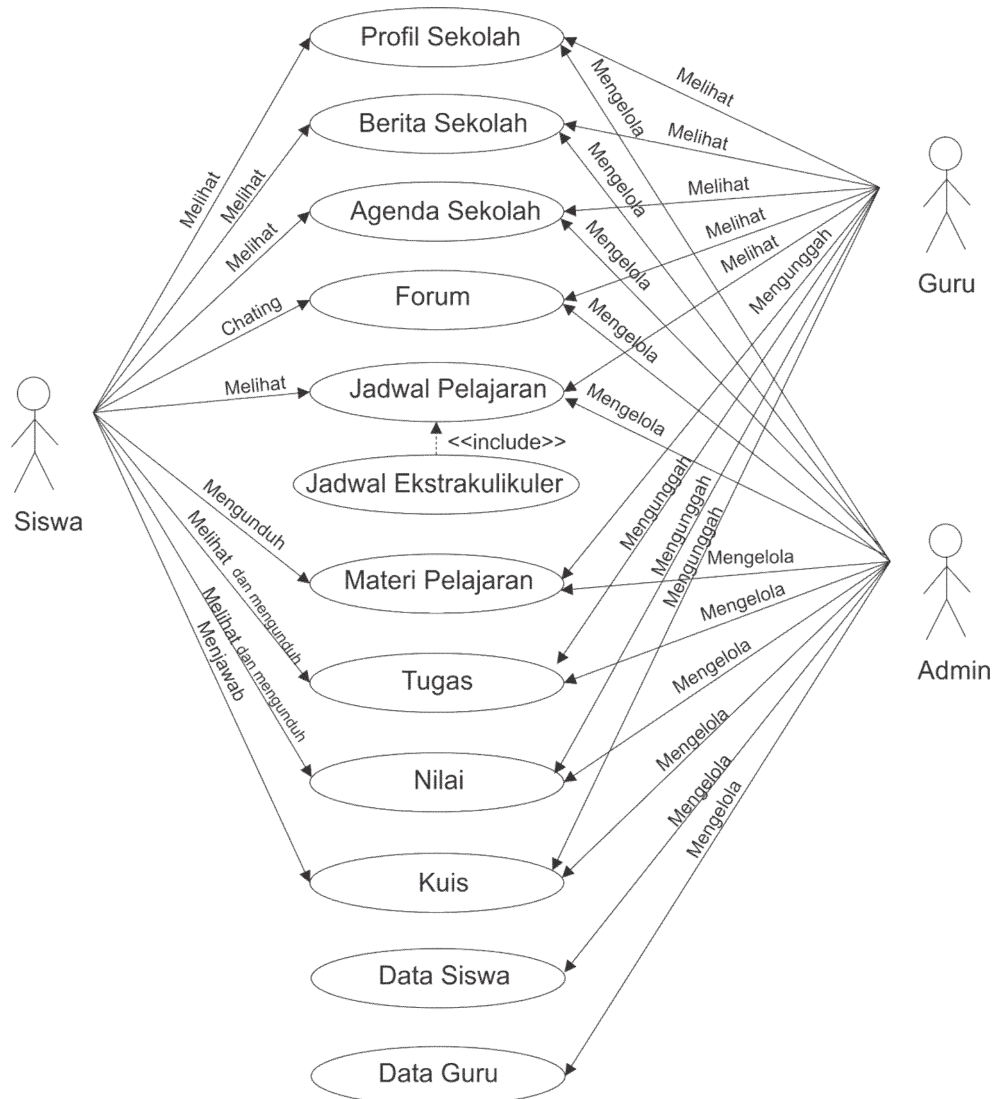 Profil Sekolah
Melihat
Mengelola
Melihat
Berita Sekolah
Melihat
Mengelola
Melihat
Agenda Sekolah
Melihat
Mengelola
Melihat
Forum
Melihat
Mengelola
Chating
Jadwal Pelajaran
Melihat
Mengelola
Melihat
<<include>>
Jadwal Ekstrakulikuler
Guru
Siswa
Admin
Mengunggah
Mengunggah
Mengunggah
Mengunggah
Mengunduh
Materi Pelajaran
Mengelola
Melihat dan mengunduh
Tugas
Mengelola
Melihat dan mengunduh
Nilai
Mengelola
Menjawab
Kuis
Mengelola
Data Siswa
Mengelola
Data Guru
Mengelola